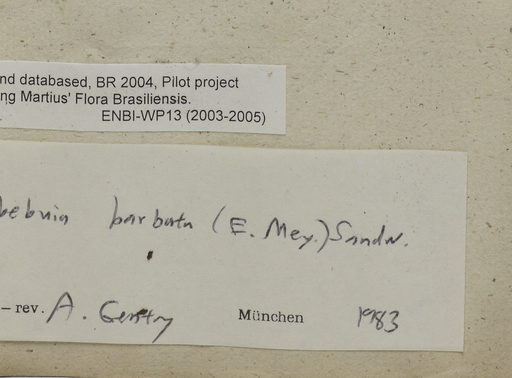 nd databased, BR 2004, Pilot project
ng Martius' Flora Brasiliensis.
ENBI-WP13 (2003-2005)
bebuia barbata (E. Mey.) Sandw.
– rev. A. Gentry München 1983